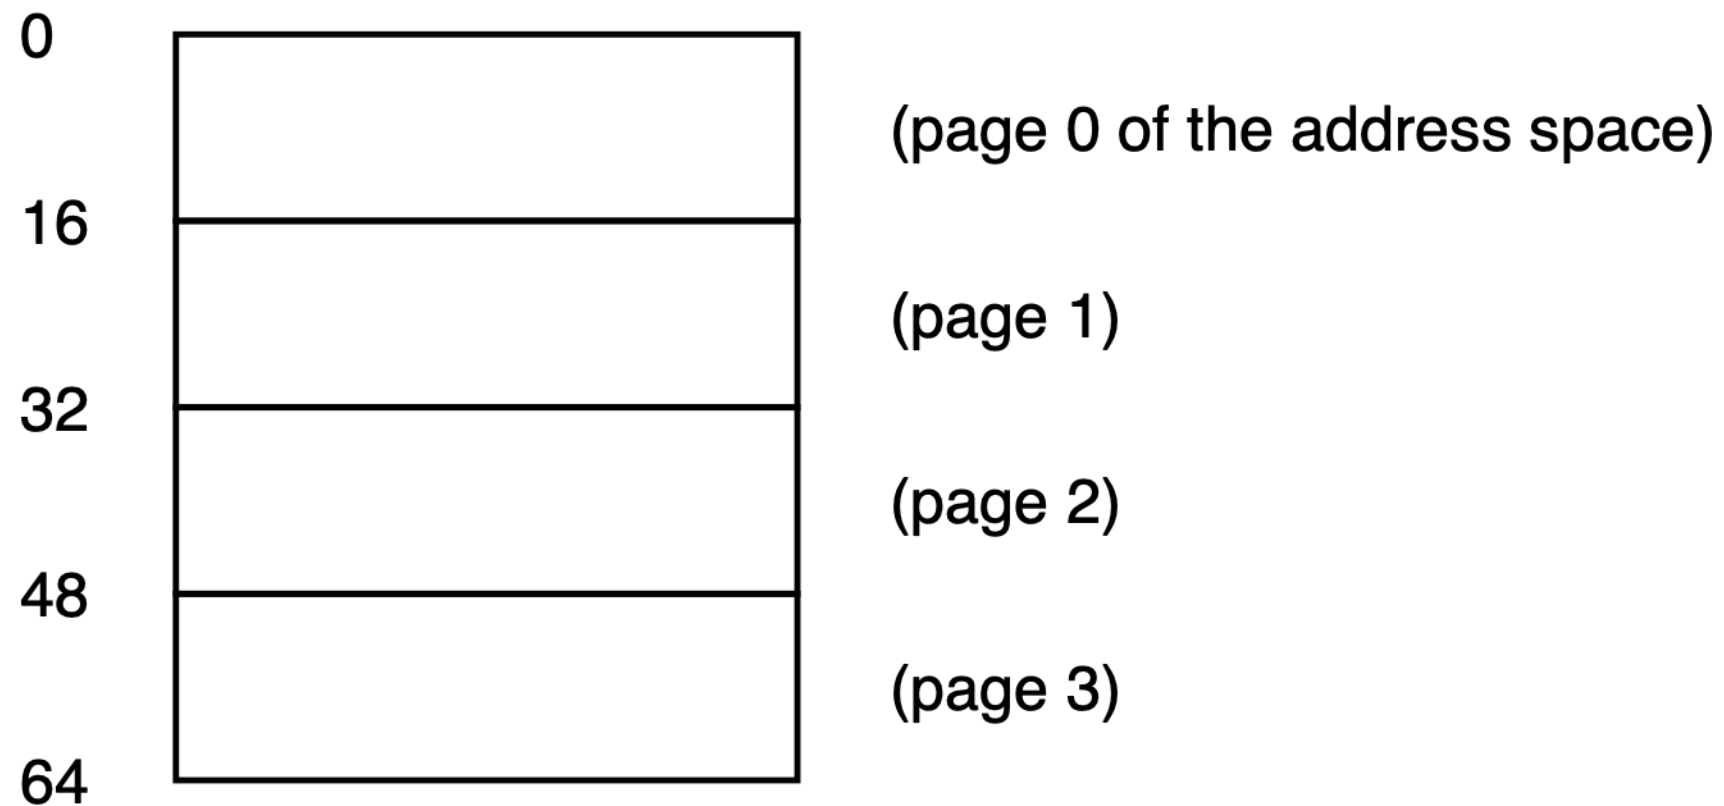 0
(page 0 of the address space)
16
(page 1)
32
(page 2)
48
(page 3)
64